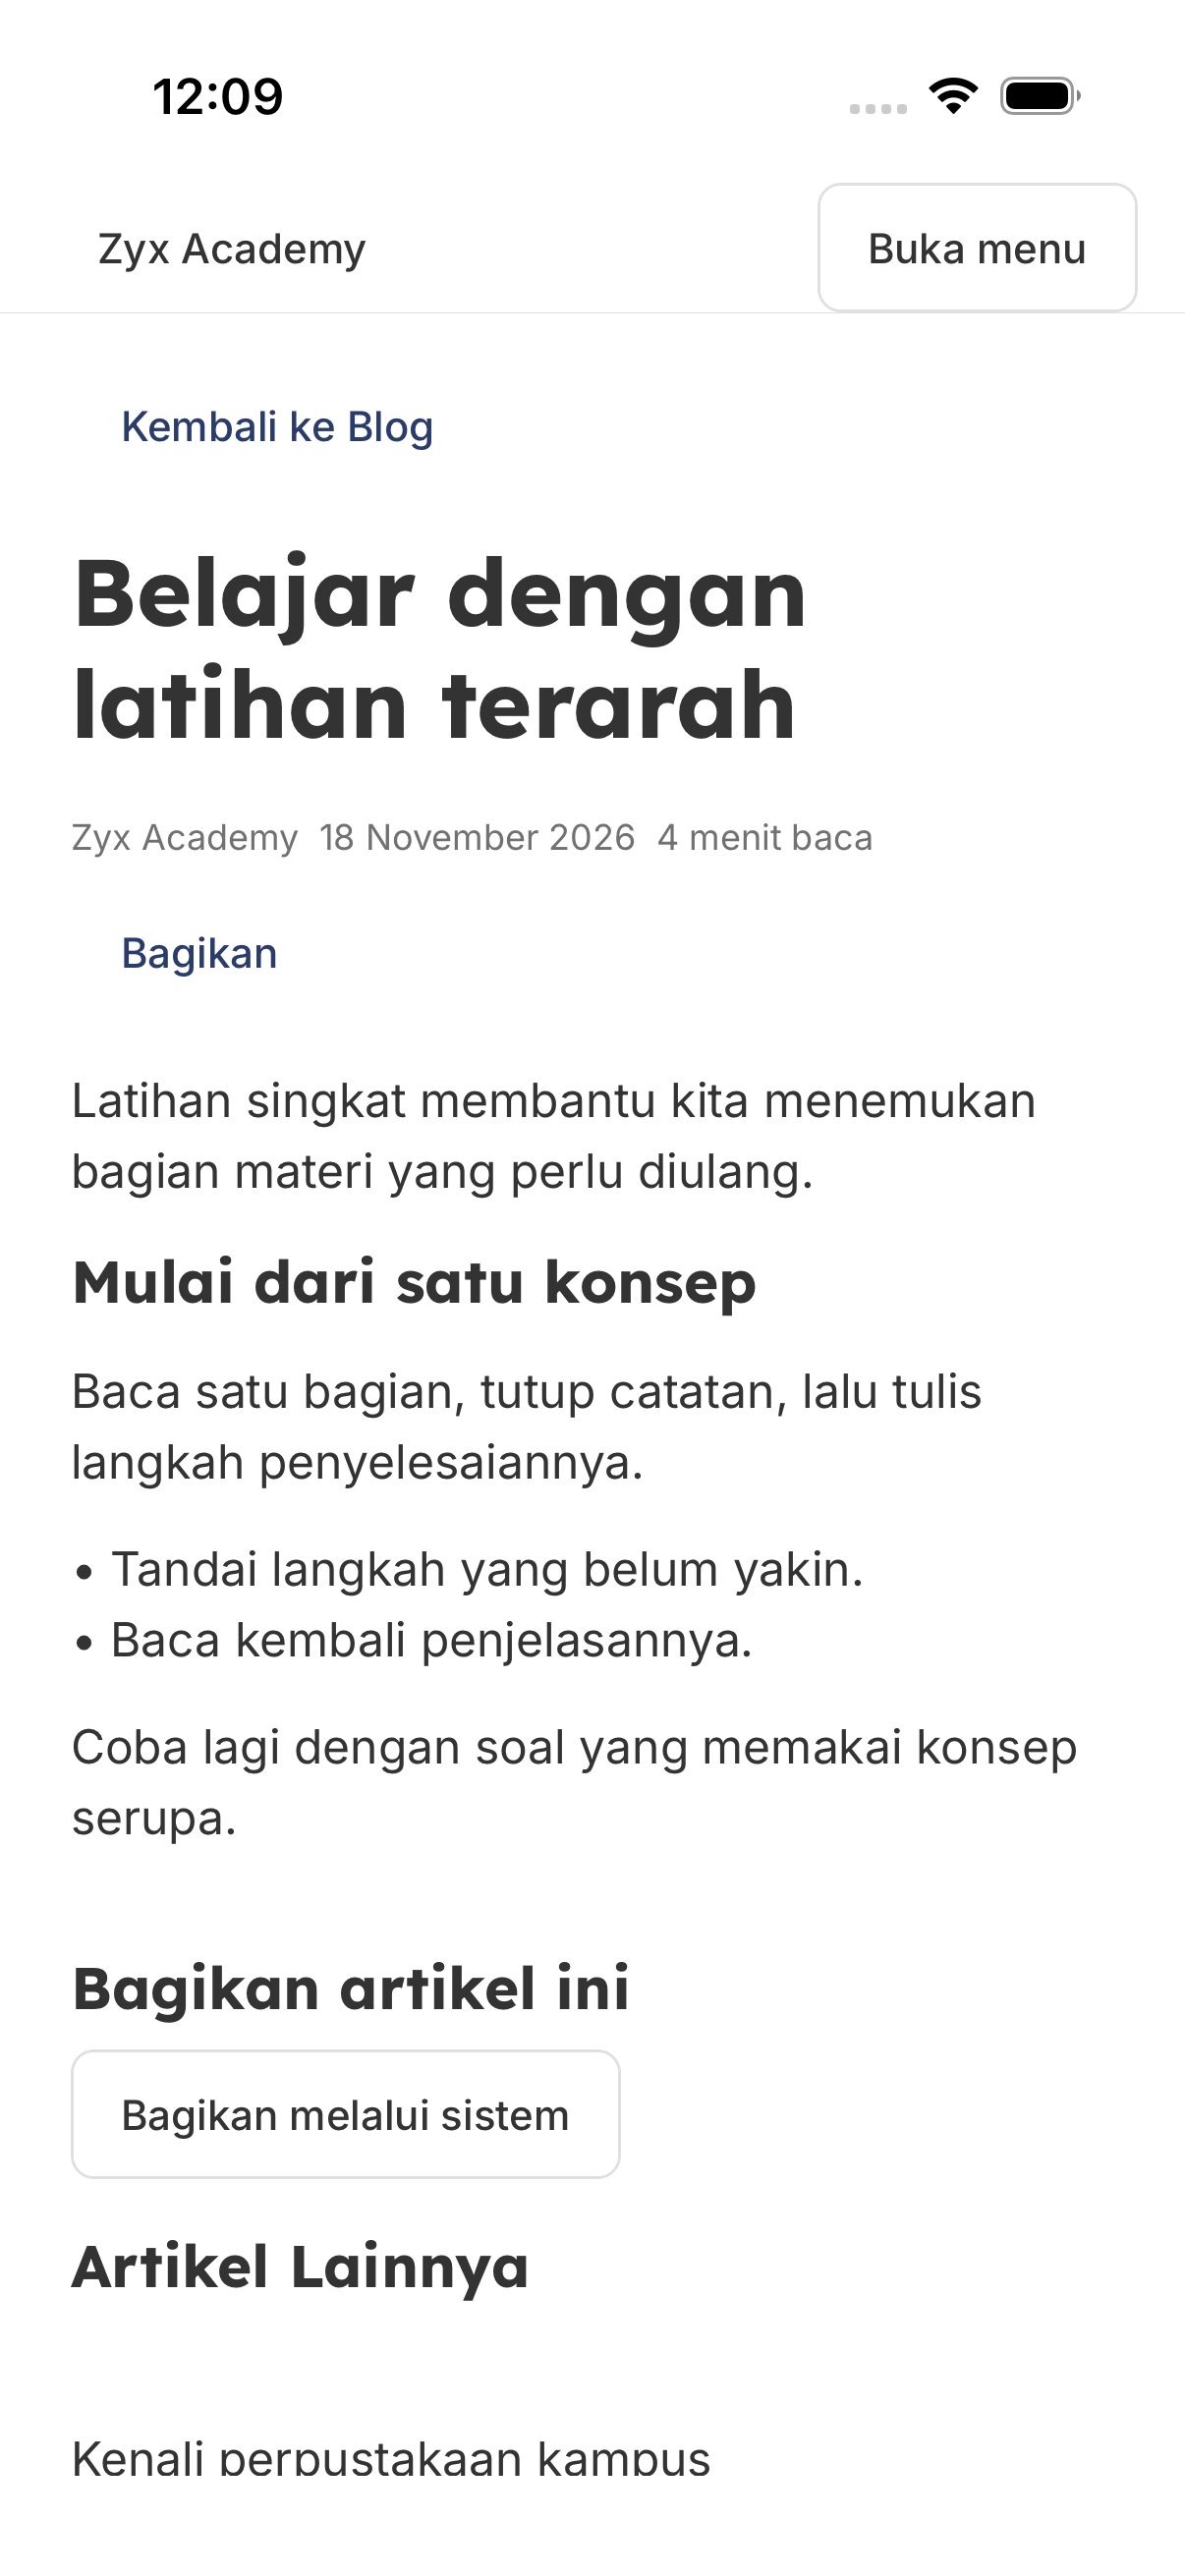 12:09
Zyx Academy
Buka menu
Kembali ke Blog
Belajar dengan
latihan terarah
Zyx Academy 18 November 2026 4 menit baca
Bagikan
Latihan singkat membantu kita menemukan
bagian materi yang perlu diulang.
Mulai dari satu konsep
Baca satu bagian, tutup catatan, lalu tulis
langkah penyelesaiannya.
• Tandai langkah yang belum yakin.
• Baca kembali penjelasannya.
Coba lagi dengan soal yang memakai konsep
serupa.
Bagikan artikel ini
Bagikan melalui sistem
Artikel Lainnya
Kenali perpustakaan kampus